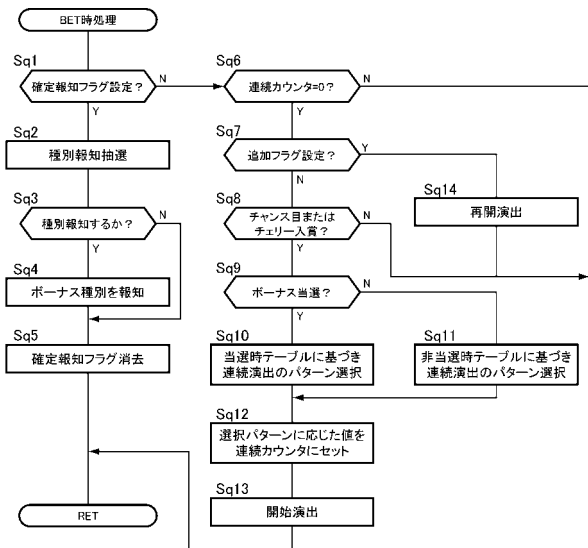 BET時処理
Sq1
確定報知フラグ設定?
N
Y
Sq2
種別報知抽選
Sq3
種別報知するか?
N
Y
Sq4
ボーナス種別を報知
Sq5
確定報知フラグ消去
RET
Sq6
連続カウンタ=0?
N
Y
Sq7
追加フラグ設定?
Y
N
Sq14
再開演出
Sq8
チャンス目または
チェリー入賞?
N
Y
Sq9
ボーナス当選?
N
Y
Sq10
当選時テーブルに基づき
連続演出のパターン選択
Sq11
非当選時テーブルに基づき
連続演出のパターン選択
Sq12
選択パターンに応じた値を
連続カウンタにセット
Sq13
開始演出